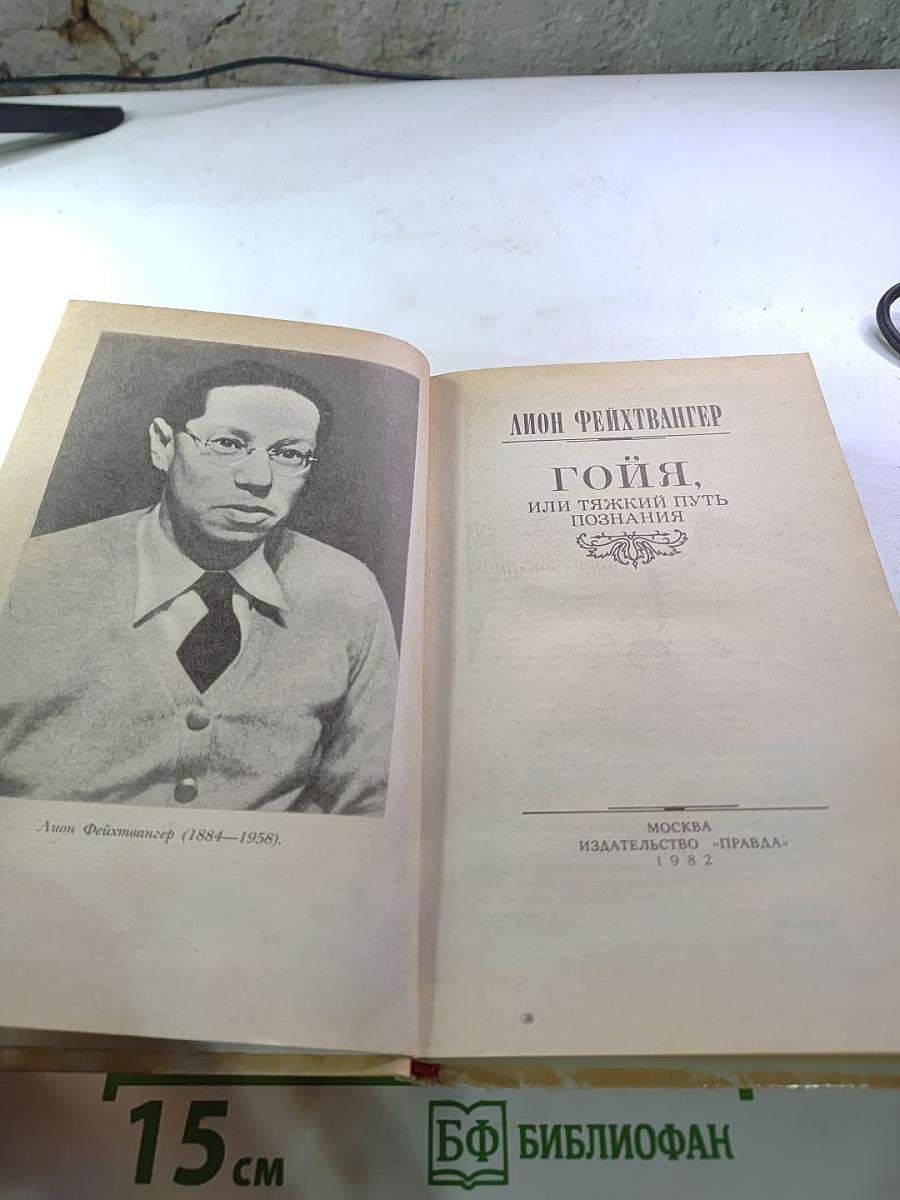 Лион Фейхтвангер (1884—1958).
ЛИОН ФЕЙХТВАНГЕР
ГОЙЯ,
ИЛИ ТЯЖКИЙ ПУТЬ
ПОЗНАНИЯ
МОСКВА
ИЗДАТЕЛЬСТВО «ПРАВДА»
1982
15 СМ
БФ БИБЛИОФАН